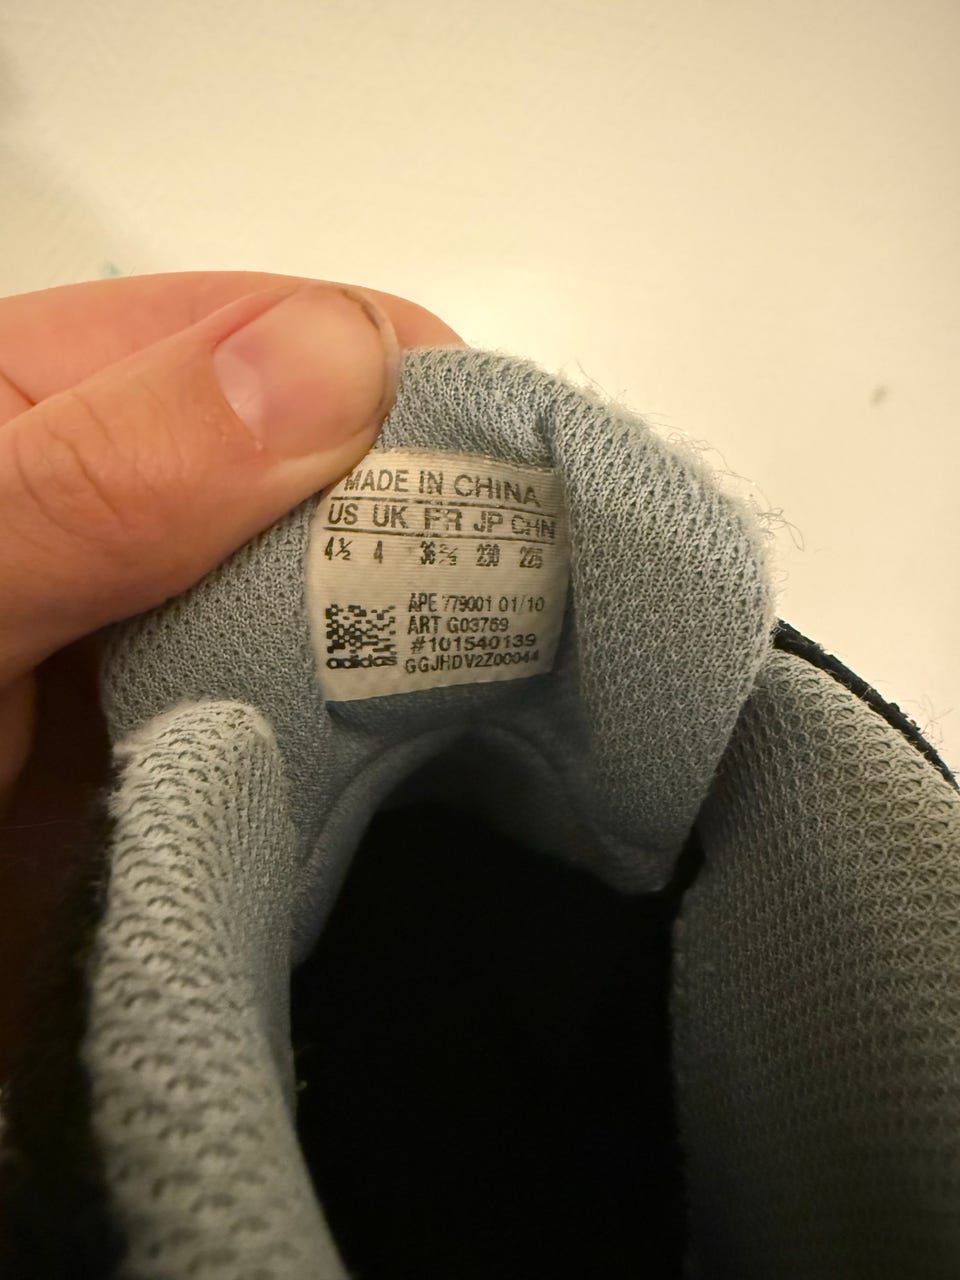 MADE IN CHINA
US UK FR JP CHN
4½ 4 36⅔ 230 225
APE 779001 01/10
ART G03769
#101540139
adidas GGJHDV2Z00044